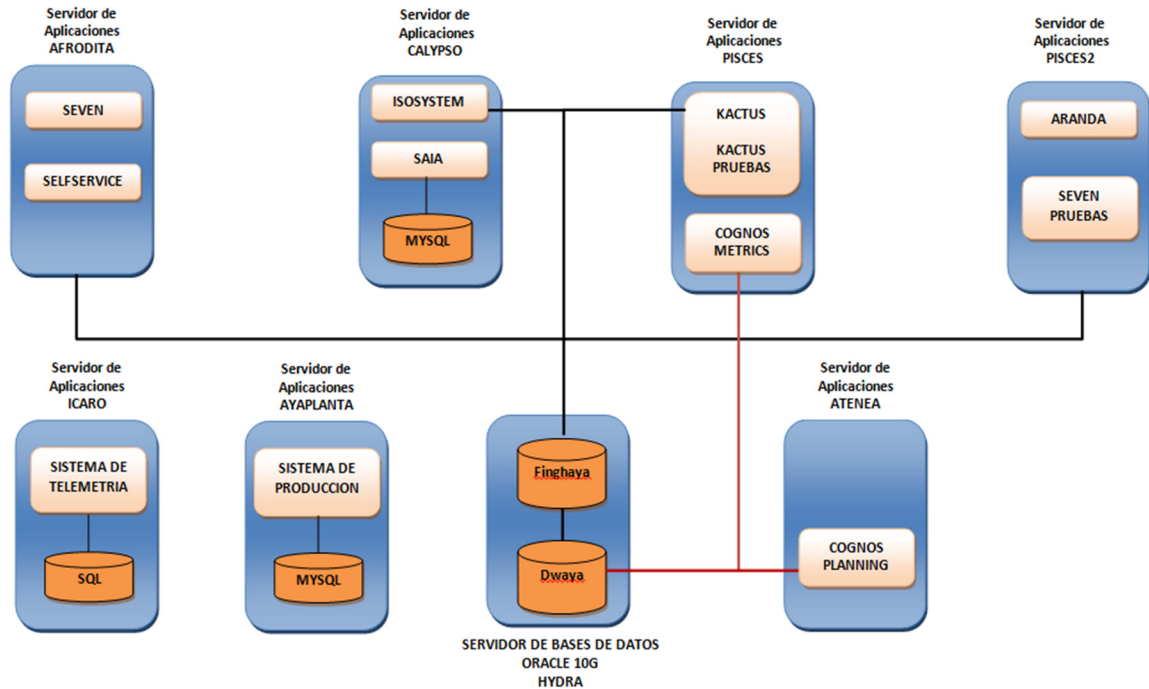 Servidor de
Aplicaciones
AFRODITA
SEVEN
SELFSERVICE
Servidor de
Aplicaciones
CALYPSO
ISOSYSTEM
SAIA
MYSQL
Servidor de
Aplicaciones
PISCES
KACTUS
KACTUS
PRUEBAS
COGNOS
METRICS
Servidor de
Aplicaciones
PISCES2
ARANDA
SEVEN
PRUEBAS
Servidor de
Aplicaciones
ICARO
SISTEMA DE
TELEMETRIA
SQL
Servidor de
Aplicaciones
AYAPLANTA
SISTEMA DE
PRODUCCION
MYSQL
Finghaya
Dwaya
SERVIDOR DE BASES DE DATOS
ORACLE 10G
HYDRA
Servidor de
Aplicaciones
ATENEA
COGNOS
PLANNING